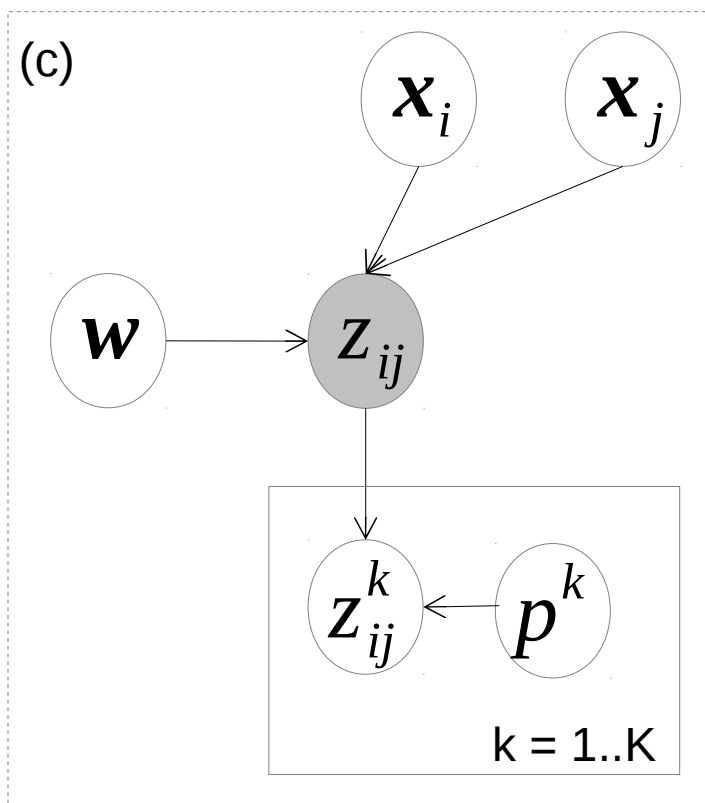 (c)
x_i
x_j
w
z_ij
z_ij^k
p^k
k = 1..K